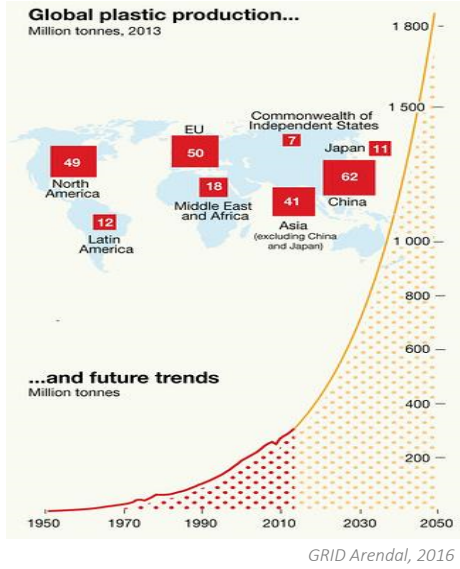 Global plastic production...
Million tonnes, 2013
1 800
1 500
EU
50
Commonwealth of
Independent States
7
Japan 11
49
North
America
18
Middle East
and Africa
62
China
41
Asia
(excluding China
and Japan)
12
Latin
America
1 000
800
600
...and future trends
Million tonnes
400
200
1950 1970 1990 2010 2030 2050
GRID Arendal, 2016